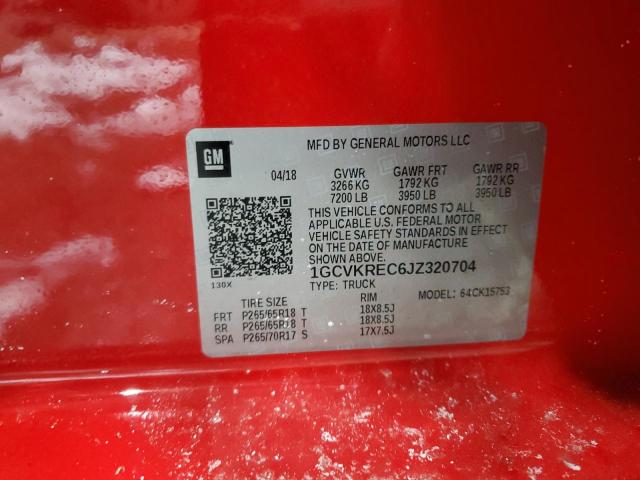 MFD BY GENERAL MOTORS LLC
GM
04/18 GVWR GAWR FRT GAWR RR
3266 KG 1792 KG 1792 KG
7200 LB 3950 LB 3950 LB
THIS VEHICLE CONFORMS TO ALL
APPLICABLE U.S. FEDERAL MOTOR
VEHICLE SAFETY STANDARDS IN EFFECT
ON THE DATE OF MANUFACTURE
SHOWN ABOVE.
1GCVKREC6JZ320704
130X
TYPE: TRUCK MODEL: 64CK15753
TIRE SIZE RIM
FRT P265/65R18 T 18X8.5J
RR P265/65R18 T 18X8.5J
SPA P265/70R17 S 17X7.5J